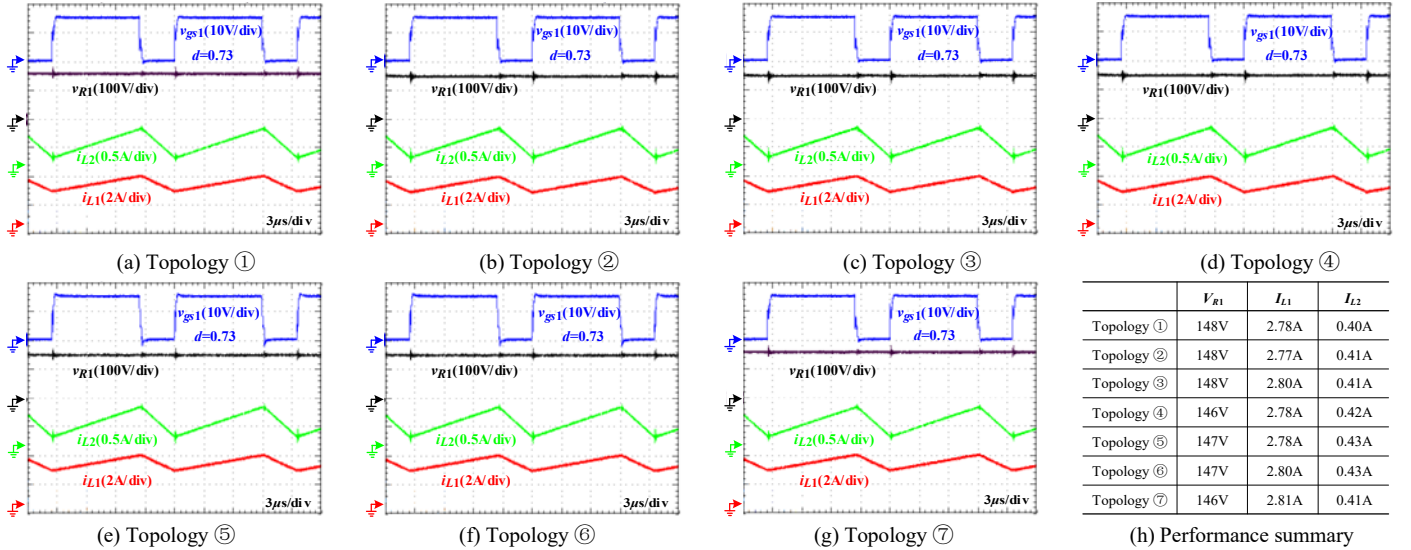 vgs1(10V/div)
d=0.73
vR1(100V/div)
iL2(0.5A/div)
iL1(2A/div)
3μs/div
(a) Topology ①
vgs1(10V/div)
d=0.73
vR1(100V/div)
iL2(0.5A/div)
iL1(2A/div)
3μs/div
(b) Topology ②
vgs1(10V/div)
d=0.73
vR1(100V/div)
iL2(0.5A/div)
iL1(2A/div)
3μs/div
(c) Topology ③
vgs1(10V/div)
d=0.73
vR1(100V/div)
iL2(0.5A/div)
iL1(2A/div)
3μs/div
(d) Topology ④
vgs1(10V/div)
d=0.73
vR1(100V/div)
iL2(0.5A/div)
iL1(2A/div)
3μs/div
(e) Topology ⑤
vgs1(10V/div)
d=0.73
vR1(100V/div)
iL2(0.5A/div)
iL1(2A/div)
3μs/div
(f) Topology ⑥
vgs1(10V/div)
d=0.73
vR1(100V/div)
iL2(0.5A/div)
iL1(2A/div)
3μs/div
(g) Topology ⑦
VR1 IL1 IL2
Topology ① 148V 2.78A 0.40A
Topology ② 148V 2.77A 0.41A
Topology ③ 148V 2.80A 0.41A
Topology ④ 146V 2.78A 0.42A
Topology ⑤ 147V 2.78A 0.43A
Topology ⑥ 147V 2.80A 0.43A
Topology ⑦ 146V 2.81A 0.41A
(h) Performance summary